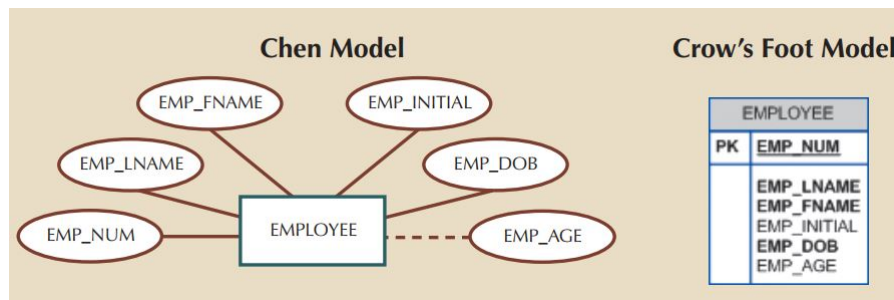 Chen Model
Crow's Foot Model
EMP_FNAME
EMP_INITIAL
EMP_LNAME
EMP_DOB
EMP_NUM
EMPLOYEE
EMP_AGE
EMPLOYEE
PK EMP_NUM
EMP_LNAME
EMP_FNAME
EMP_INITIAL
EMP_DOB
EMP_AGE